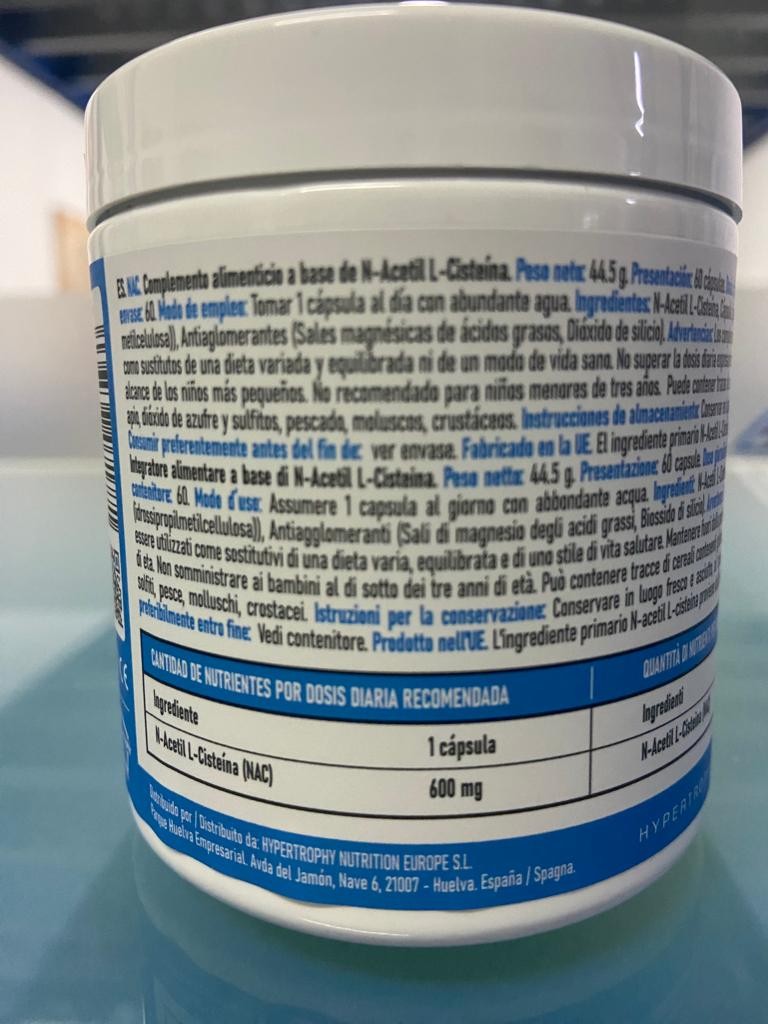 ES. NAC. Complemento alimenticio a base de N-Acetil L-Cisteína. Peso neto: 44.5 g. Presentación: 60 cápsulas.
envase: 60. Modo de empleo: Tomar 1 cápsula al día con abundante agua. Ingredientes: N-Acetil L-Cisteína,
metilcelulosa)), Antiaglomerantes (Sales magnésicas de ácidos grasos, Dióxido de silicio). Advertencias: Los
como sustitutos de una dieta variada y equilibrada ni de un modo de vida sano. No superar la dosis diaria
alcance de los niños más pequeños. No recomendado para niños menores de tres años. Puede contener
apio, dióxido de azufre y sulfitos, pescado, moluscos, crustáceos. Instrucciones de almacenamiento: Conservar
Consumir preferentemente antes del fin de: ver envase. Fabricado en la UE. El ingrediente primario N-Acetil
Integratore alimentare a base di N-Acetil L-Cisteina. Peso netto: 44.5 g. Presentazione: 60 capsule.
contenitore: 60. Modo d'uso: Assumere 1 capsula al giorno con abbondante acqua. Ingredienti:
(idrossipropilmetilcellulosa)), Antiagglomeranti (Sali di magnesio degli acidi grassi, Biossido di silicio).
essere utilizzati come sostitutivi di una dieta varia, equilibrata e di uno stile di vita salutare. Mantenere fuori
di età. Non somministrare ai bambini al di sotto dei tre anni di età. Può contenere tracce di cereali contenenti
solfiti, pesce, molluschi, crostacei. Istruzioni per la conservazione: Conservare in luogo fresco e asciutto,
preferibilmente entro fine: Vedi contenitore. Prodotto nell'UE. L'ingrediente primario N-acetil L-cisteina
CANTIDAD DE NUTRIENTES POR DOSIS DIARIA RECOMENDADA
QUANTITÀ DI
Ingrediente
1 cápsula
Ingredienti
N-Acetil L-Cisteína (NAC)
600 mg
N-Acetil L-Cisteina
Distribuido por / Distribuito da: HYPERTROPHY NUTRITION EUROPE S.L.
Parque Huelva Empresarial. Avda del Jamón, Nave 6, 21007 - Huelva. España / Spagna.